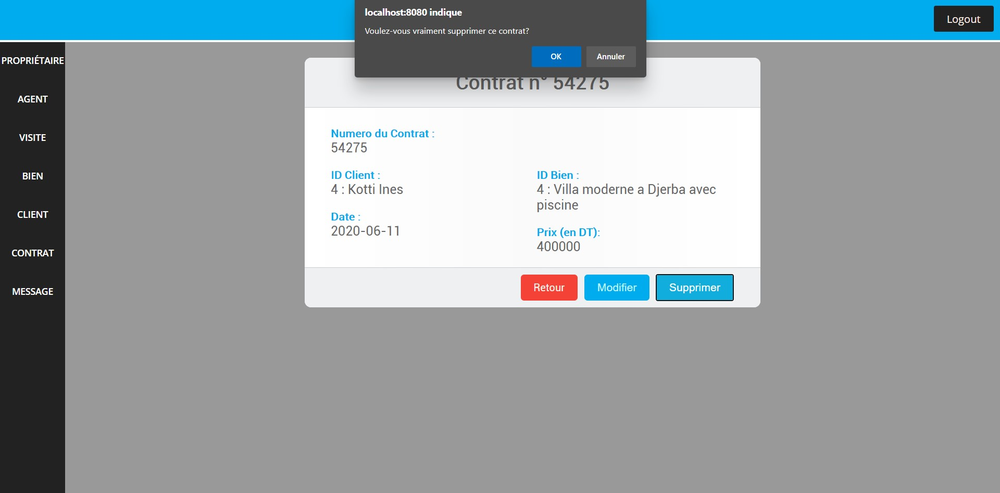 localhost:8080 indique
Voulez-vous vraiment supprimer ce contrat?
OK
Annuler
Logout
PROPRIÉTAIRE
AGENT
VISITE
BIEN
CLIENT
CONTRAT
MESSAGE
Contrat n° 54275
Numero du Contrat :
54275
ID Client :
4 : Kotti Ines
Date :
2020-06-11
ID Bien :
4 : Villa moderne a Djerba avec
piscine
Prix (en DT):
400000
Retour
Modifier
Supprimer